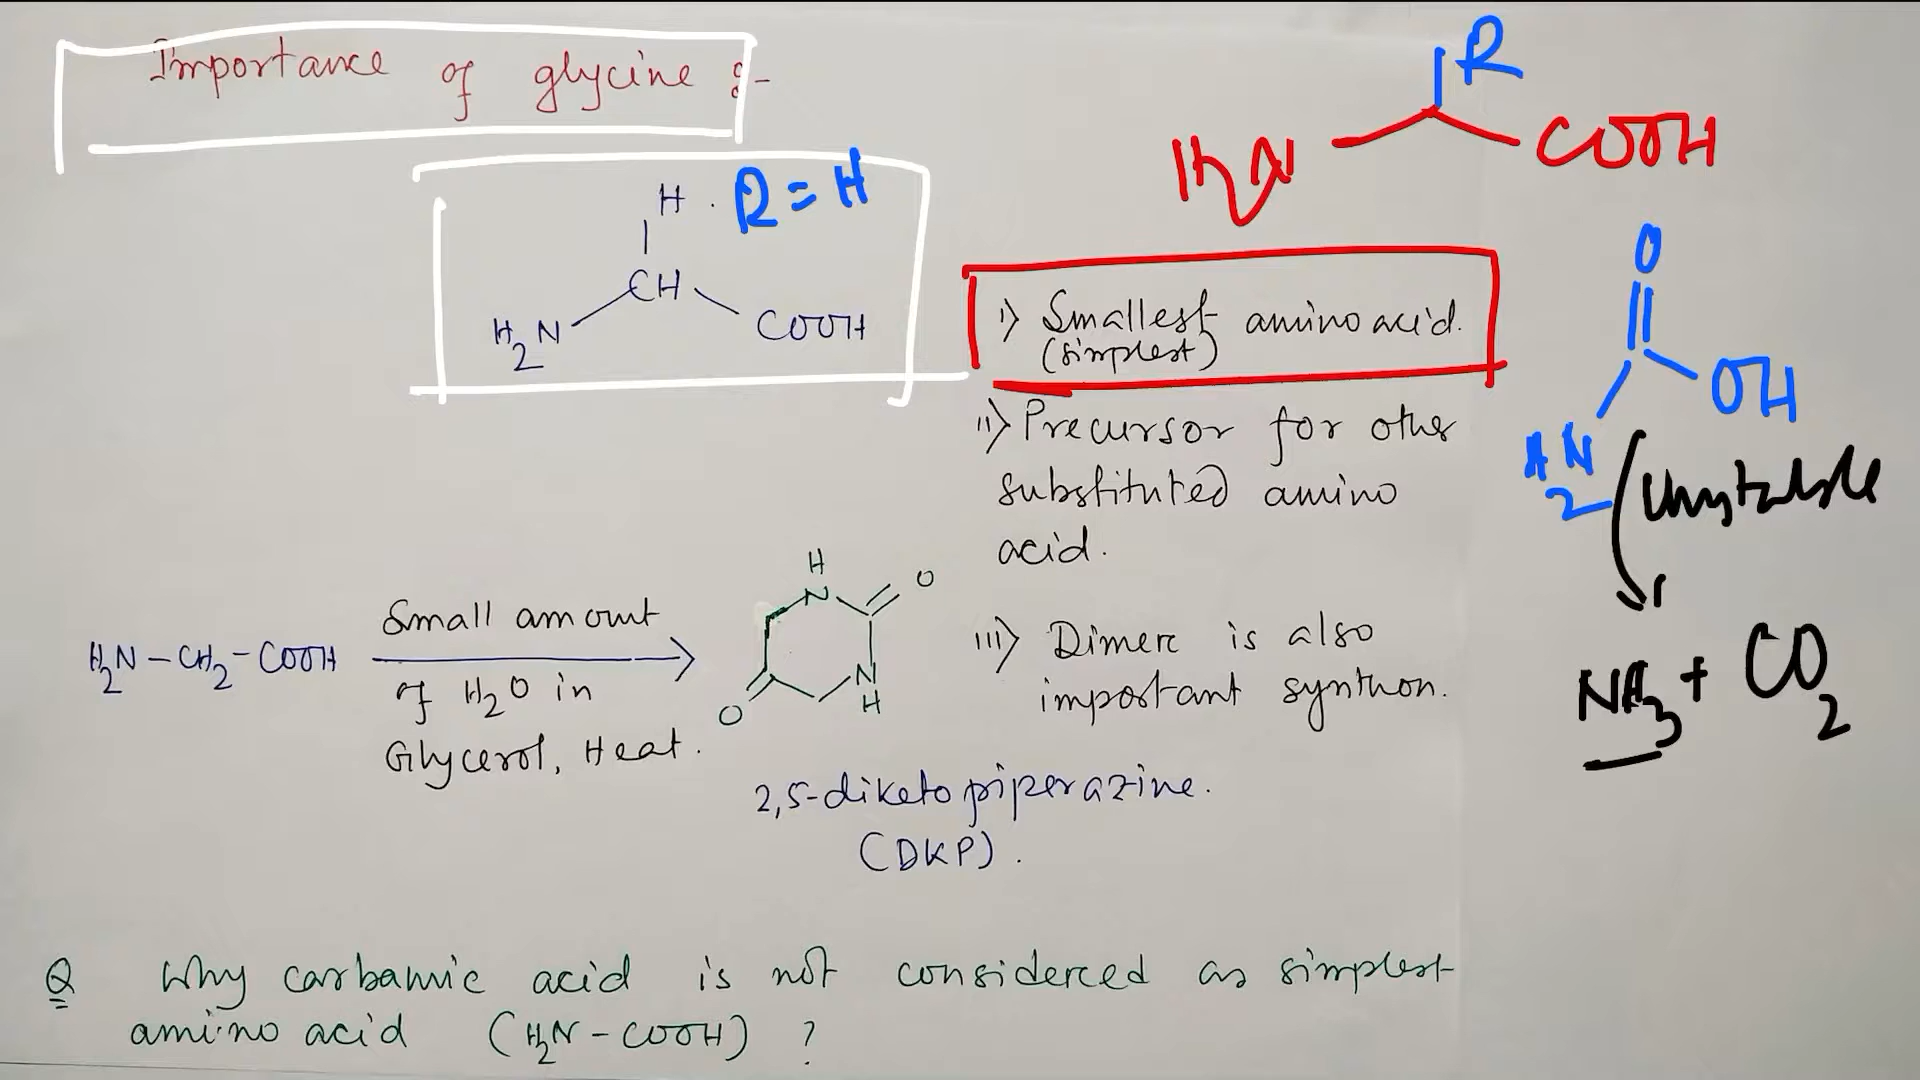 Importance of glycine :-
R
H2N COOH
H . R = H
CH
H2N COOH
i) Smallest amino acid.
(simplest)
O
OH
H2N
Unstable
NH3 + CO2
ii) Precursor for other
substituted amino
acid.
iii) Dimer is also
important synthon.
H2N-CH2-COOH
Small amount
of H2O in
Glycerol, Heat.
H
N
O
N
H
O
2,5-diketopiperazine.
(DKP).
Q Why carbamic acid is not considered as simplest
amino acid (H2N-COOH) ?